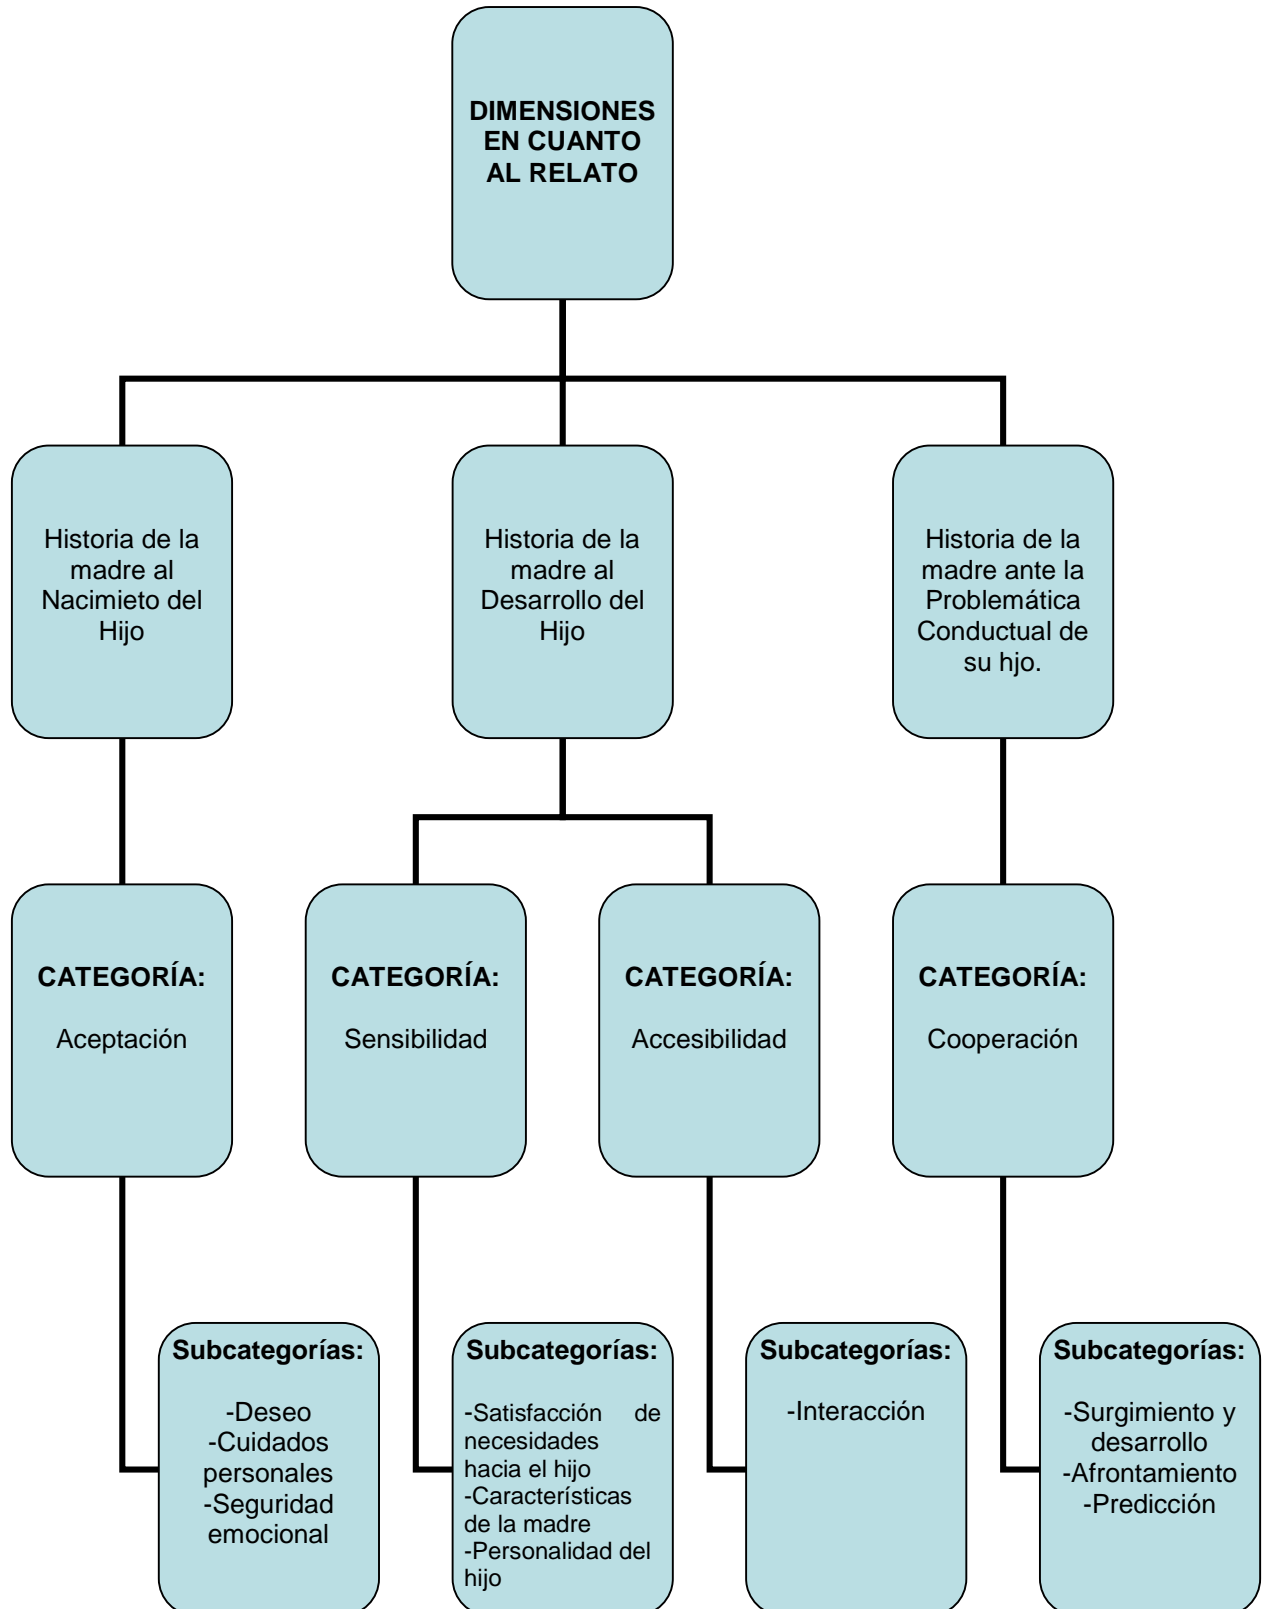 DIMENSIONES
EN CUANTO
AL RELATO
Historia de la
madre al
Nacimieto del
Hijo
Historia de la
madre al
Desarrollo del
Hijo
Historia de la
madre ante la
Problemática
Conductual de
su hjo.
CATEGORÍA:
Aceptación
CATEGORÍA:
Sensibilidad
CATEGORÍA:
Accesibilidad
CATEGORÍA:
Cooperación
Subcategorías:
-Deseo
-Cuidados
personales
-Seguridad
emocional
Subcategorías:
-Satisfacción de
necesidades
hacia el hijo
-Características
de la madre
-Personalidad del
hijo
Subcategorías:
-Interacción
Subcategorías:
-Surgimiento y
desarrollo
-Afrontamiento
-Predicción